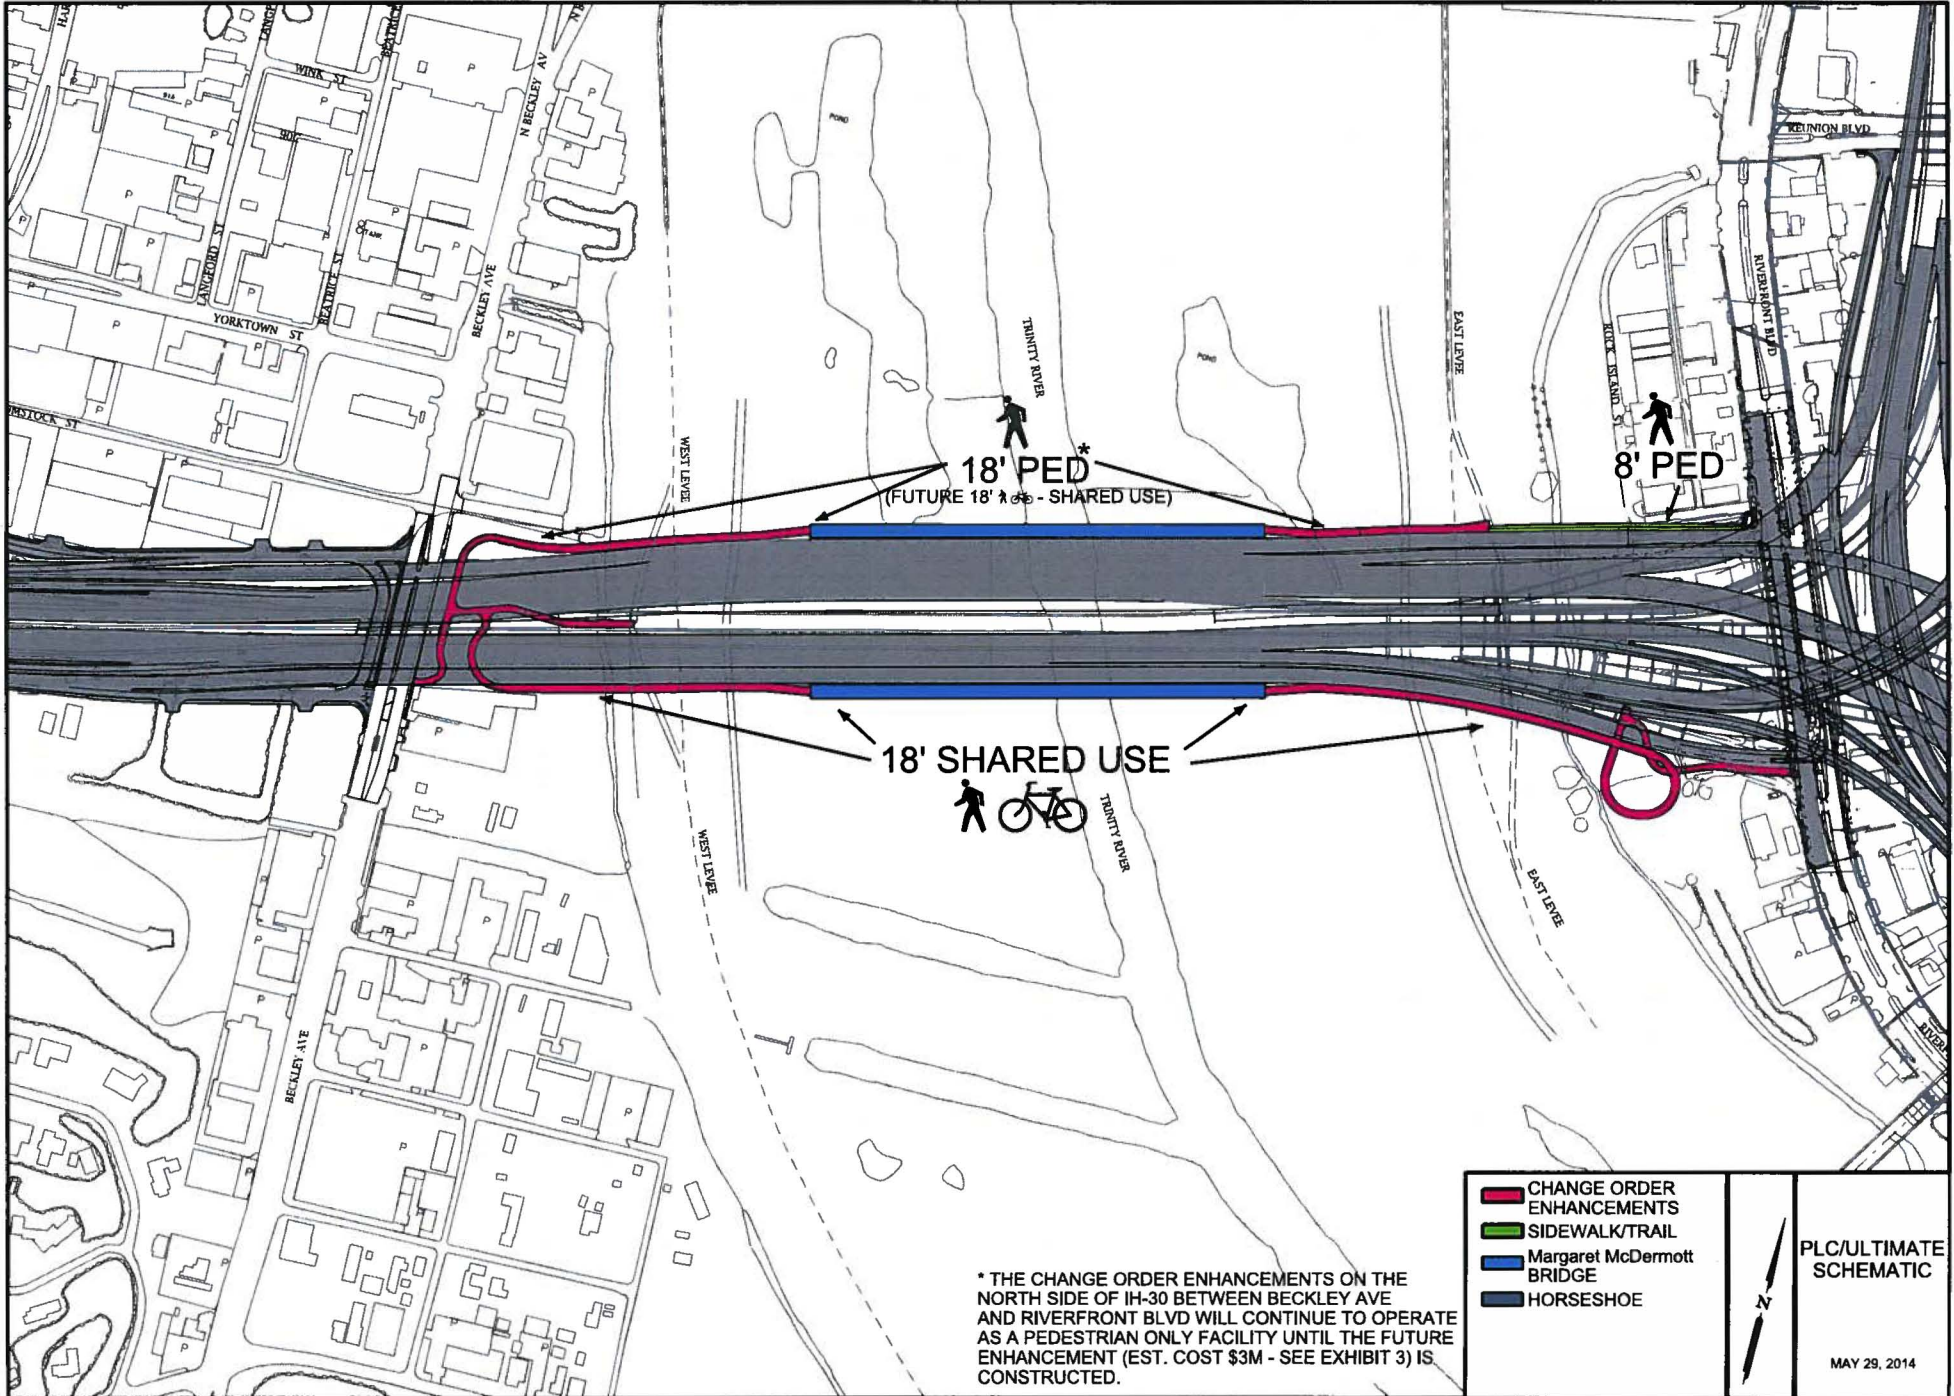 WINK ST
N BECKLEY AV
POND
REUNION BLVD
LANGFORD ST
BEATRICE ST
BECKLEY AVE
YORKTOWN ST
TRINITY RIVER
POND
EAST LEVEE
ROCK ISLAND ST
RIVERFRONT BLVD
WEST LEVEE
18' PED*
(FUTURE 18' - SHARED USE)
8' PED
18' SHARED USE
TRINITY RIVER
WEST LEVEE
EAST LEVEE
BECKLEY AVE
CHANGE ORDER
ENHANCEMENTS
SIDEWALK/TRAIL
Margaret McDermott
BRIDGE
HORSESHOE
N
PLC/ULTIMATE
SCHEMATIC
MAY 29, 2014
* THE CHANGE ORDER ENHANCEMENTS ON THE
NORTH SIDE OF IH-30 BETWEEN BECKLEY AVE
AND RIVERFRONT BLVD WILL CONTINUE TO OPERATE
AS A PEDESTRIAN ONLY FACILITY UNTIL THE FUTURE
ENHANCEMENT (EST. COST $3M - SEE EXHIBIT 3) IS
CONSTRUCTED.